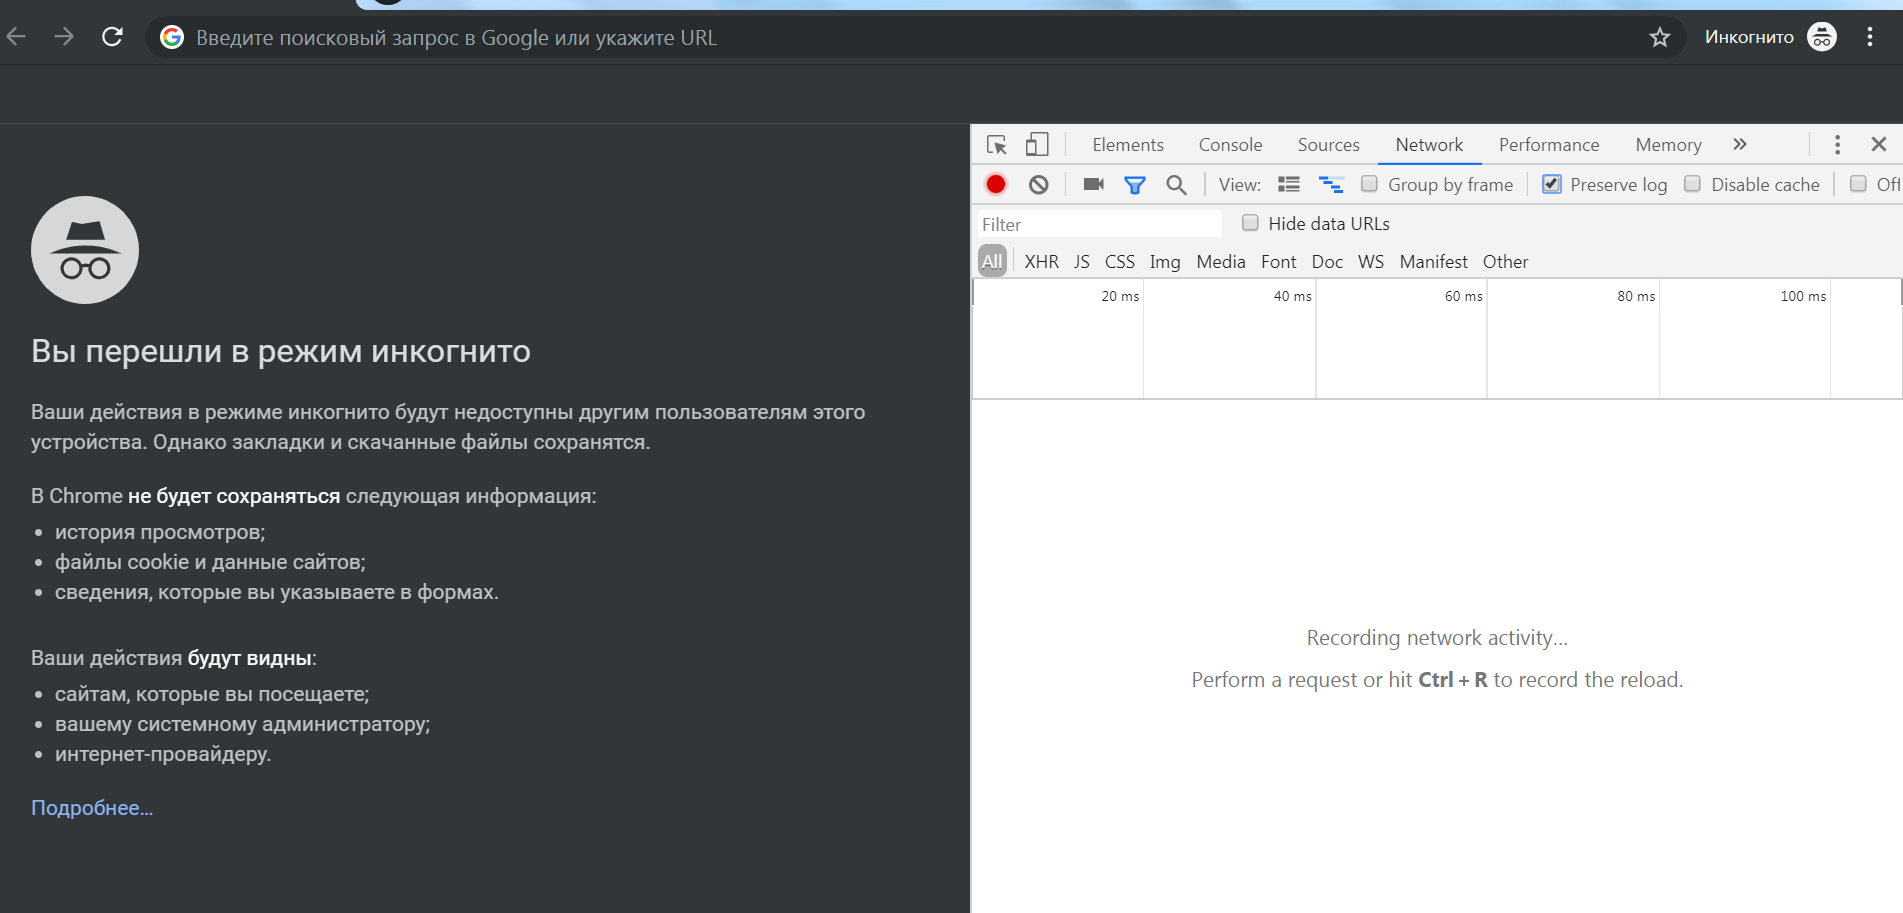 Введите поисковый запрос в Google или укажите URL
Инкогнито
Вы перешли в режим инкогнито
Ваши действия в режиме инкогнито будут недоступны другим пользователям этого
устройства. Однако закладки и скачанные файлы сохранятся.
В Chrome не будет сохраняться следующая информация:
• история просмотров;
• файлы cookie и данные сайтов;
• сведения, которые вы указываете в формах.
Ваши действия будут видны:
• сайтам, которые вы посещаете;
• вашему системному администратору;
• интернет-провайдеру.
Подробнее...
Elements Console Sources Network Performance Memory »
View: Group by frame Preserve log Disable cache Off
Filter Hide data URLs
All XHR JS CSS Img Media Font Doc WS Manifest Other
20 ms 40 ms 60 ms 80 ms 100 ms
Recording network activity...
Perform a request or hit Ctrl + R to record the reload.